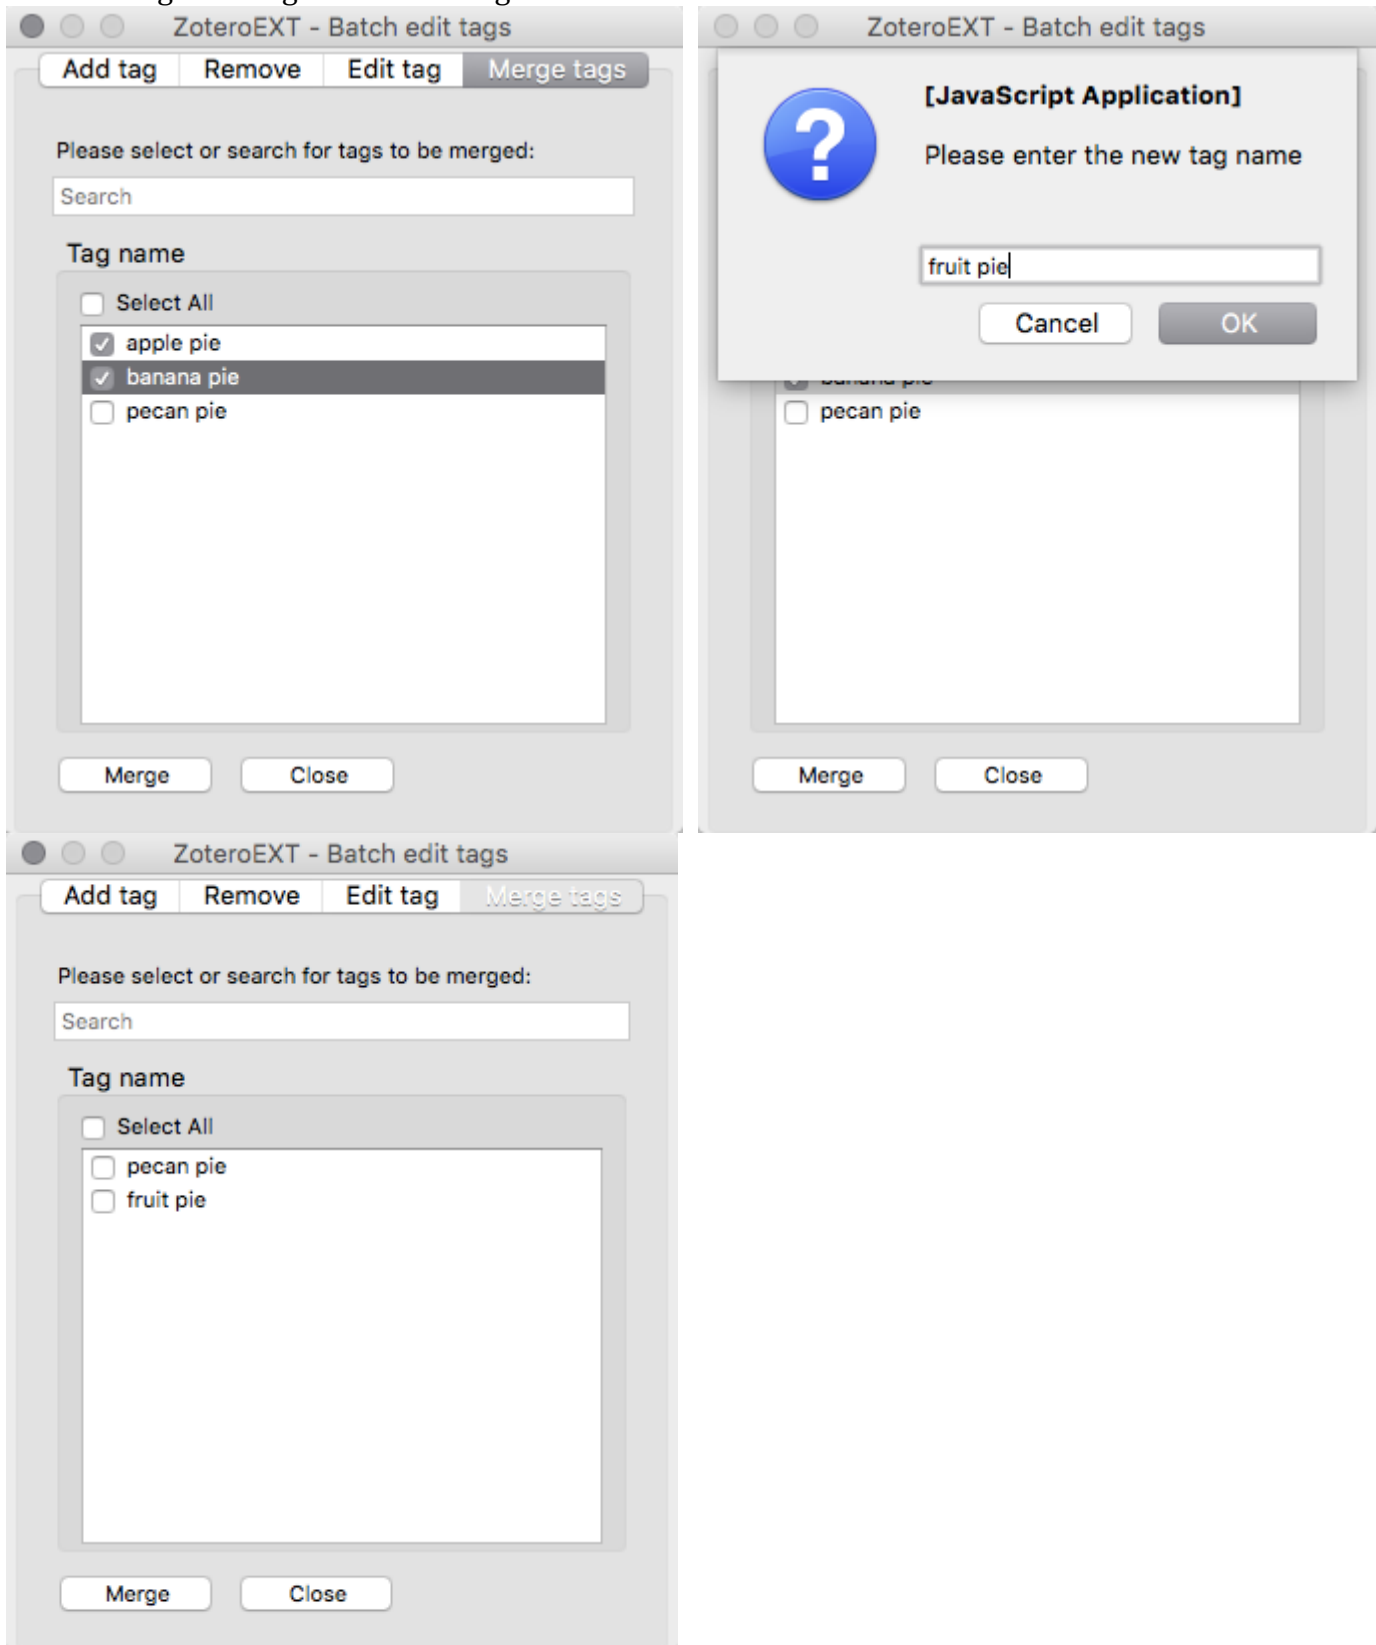 ZoteroEXT - Batch edit tags
Add tag Remove Edit tag Merge tags
Please select or search for tags to be merged:
Search
Tag name
Select All
apple pie
banana pie
pecan pie
Merge Close
ZoteroEXT - Batch edit tags
[JavaScript Application]
Please enter the new tag name
fruit pie
Cancel OK
banana pie
pecan pie
Merge Close
ZoteroEXT - Batch edit tags
Add tag Remove Edit tag Merge tags
Please select or search for tags to be merged:
Search
Tag name
Select All
pecan pie
fruit pie
Merge Close